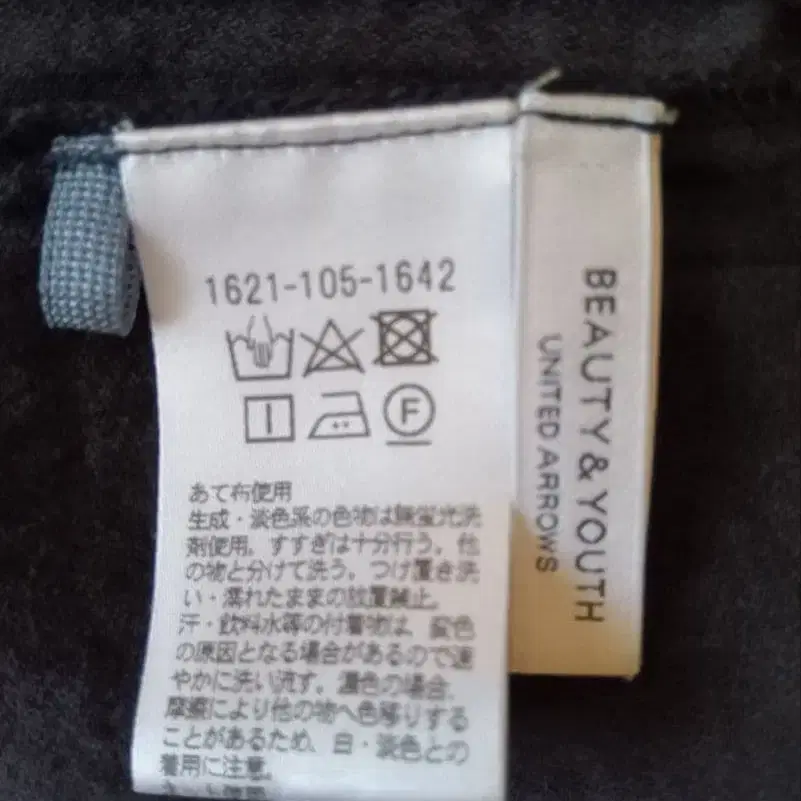 1621-105-1642
F
あて布使用
生成・淡色系の色物は無蛍光洗
剤使用。すすぎは十分行う。他
の物と分けて洗う。つけ置き洗
い・濡れたままの放置禁止。
汗・飲料水等の付着物は、変色
の原因となる場合があるので速
やかに洗い流す。濃色の場合、
摩擦により他の物へ色移りする
ことがあるため、白・淡色との
着用に注意。
BEAUTY & YOUTH
UNITED ARROWS